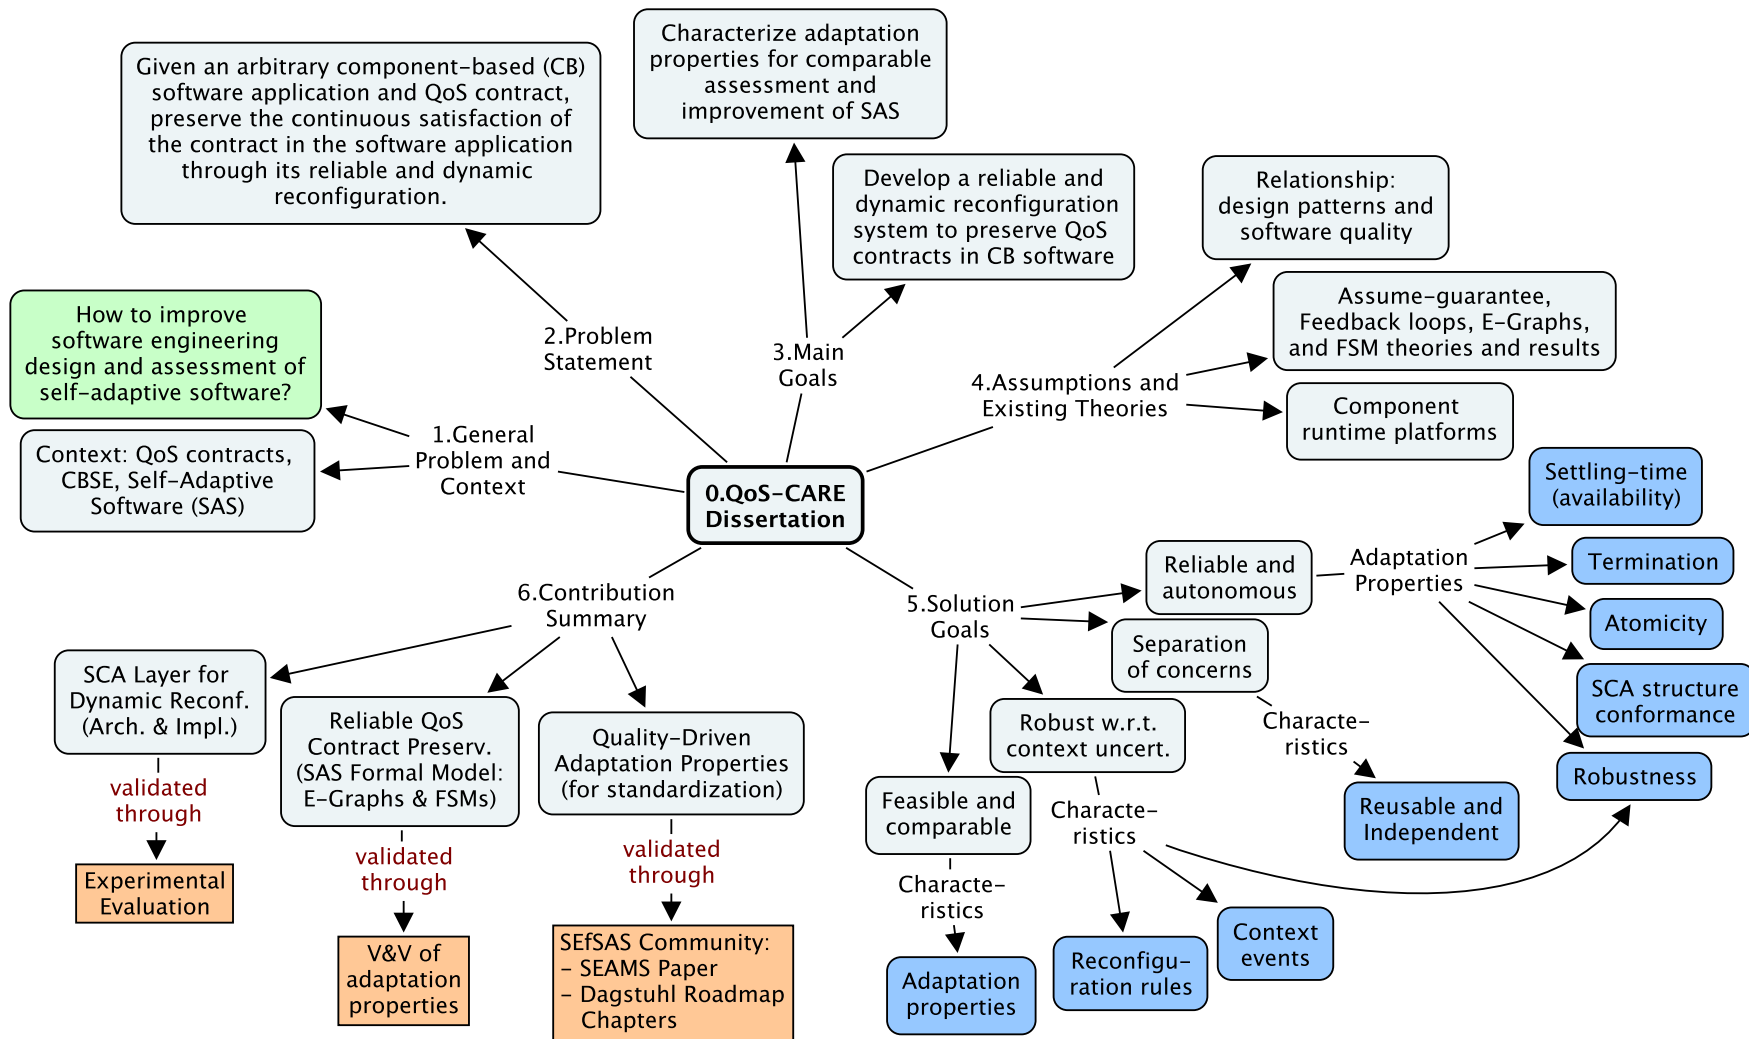 Given an arbitrary component-based (CB)
software application and QoS contract,
preserve the continuous satisfaction of
the contract in the software application
through its reliable and dynamic
reconfiguration.
Characterize adaptation
properties for comparable
assessment and
improvement of SAS
Develop a reliable and
dynamic reconfiguration
system to preserve QoS
contracts in CB software
Relationship:
design patterns and
software quality
Assume-guarantee,
Feedback loops, E-Graphs,
and FSM theories and results
Component
runtime platforms
How to improve
software engineering
design and assessment of
self-adaptive software?
Context: QoS contracts,
CBSE, Self-Adaptive
Software (SAS)
2.Problem
Statement
3.Main
Goals
4.Assumptions and
Existing Theories
1.General
Problem and
Context
0.QoS-CARE
Dissertation
6.Contribution
Summary
5.Solution
Goals
Reliable and
autonomous
Adaptation
Properties
Settling-time
(availability)
Termination
Atomicity
SCA structure
conformance
Robustness
Separation
of concerns
Characte-
ristics
Reusable and
Independent
Robust w.r.t.
context uncert.
Characte-
ristics
Reconfigu-
ration rules
Context
events
Feasible and
comparable
Characte-
ristics
Adaptation
properties
SCA Layer for
Dynamic Reconf.
(Arch. & Impl.)
validated
through
Experimental
Evaluation
Reliable QoS
Contract Preserv.
(SAS Formal Model:
E-Graphs & FSMs)
validated
through
V&V of
adaptation
properties
Quality-Driven
Adaptation Properties
(for standardization)
validated
through
SEfSAS Community:
- SEAMS Paper
- Dagstuhl Roadmap
Chapters